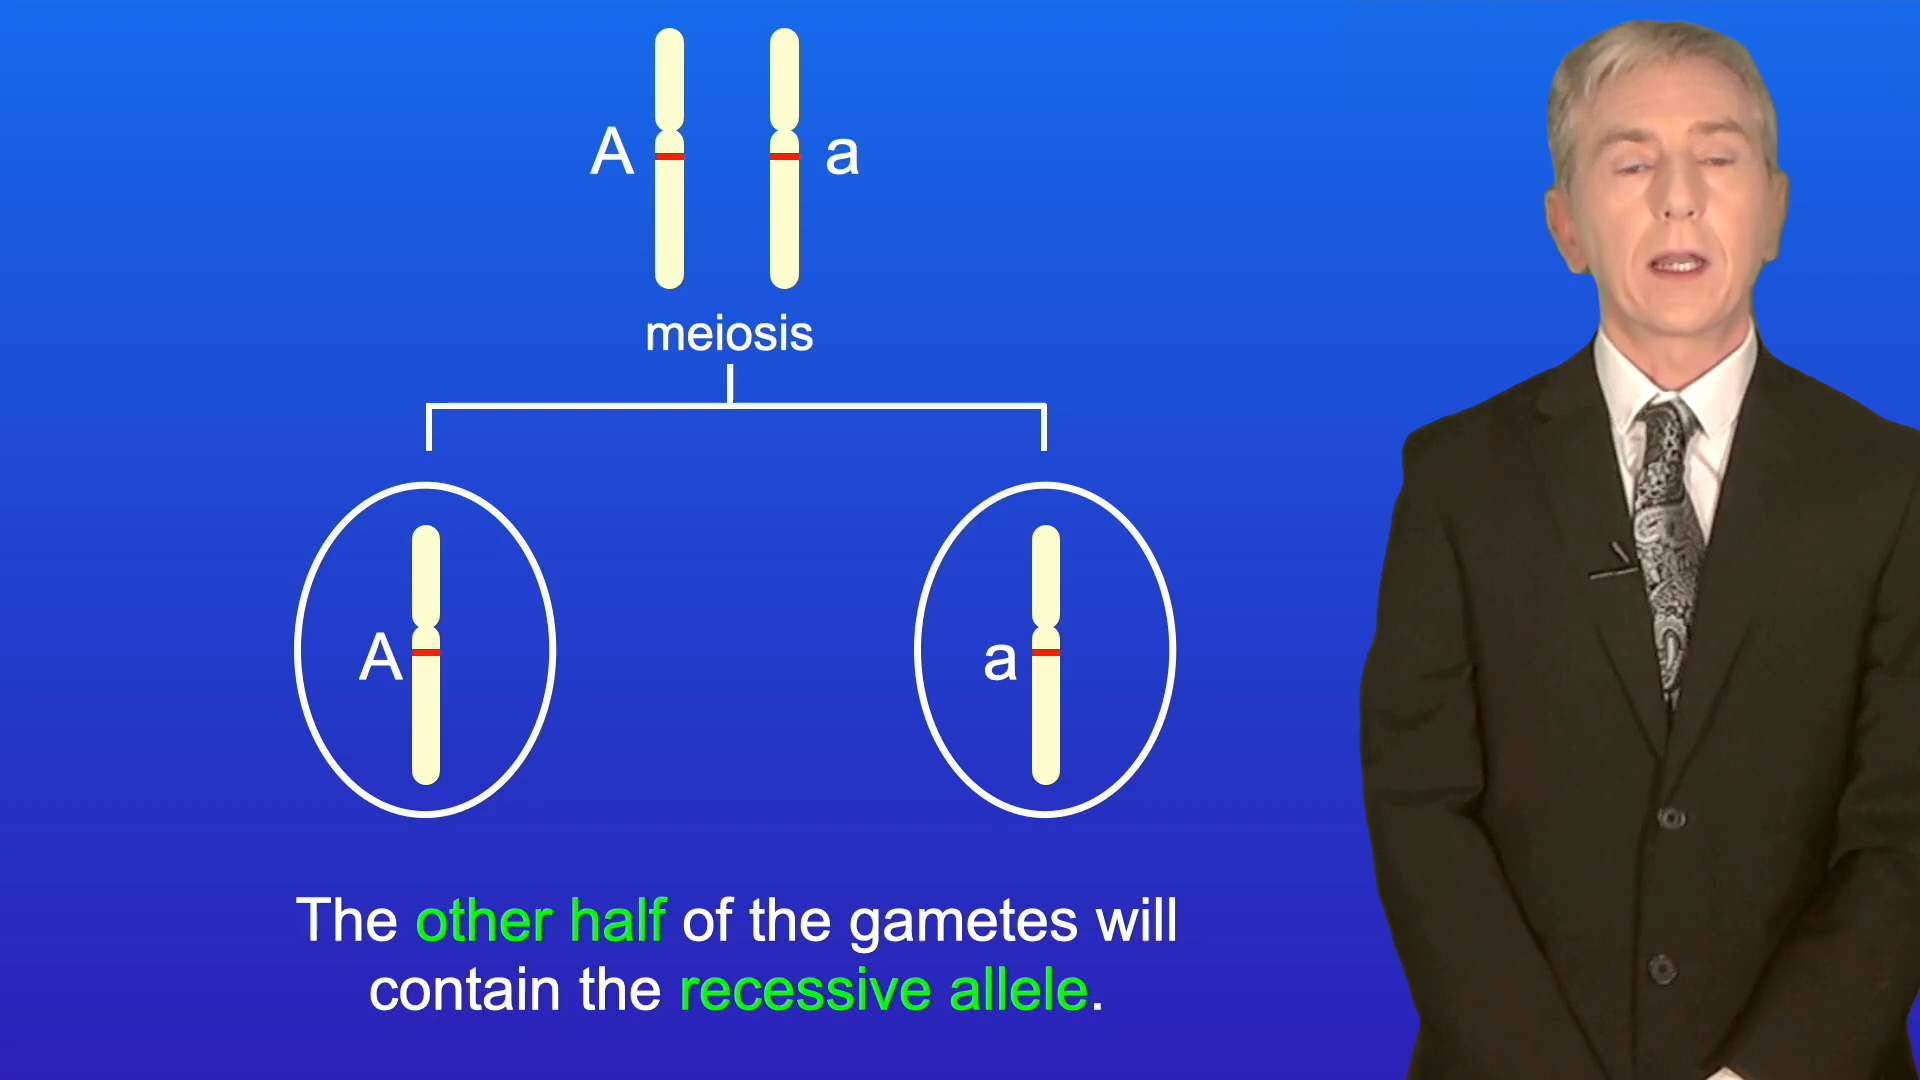 A a
meiosis
A a
The other half of the gametes will
contain the recessive allele.